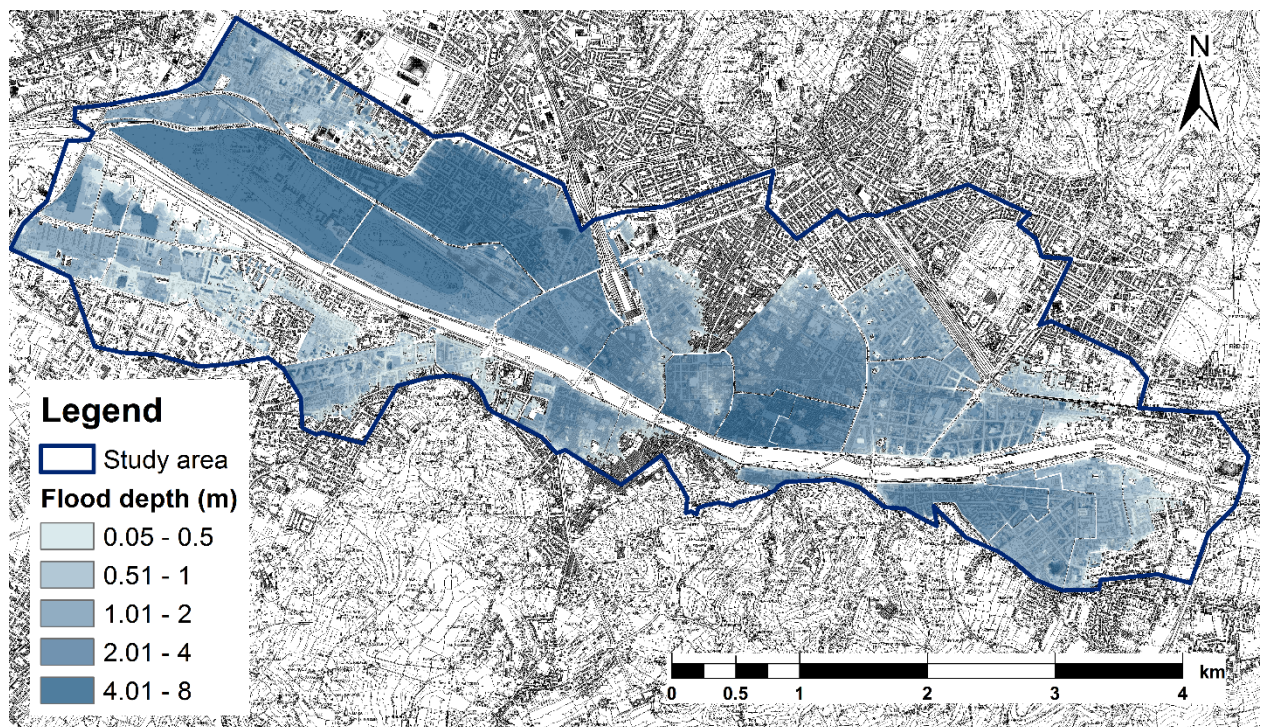 N
Legend
Study area
Flood depth (m)
0.05 - 0.5
0.51 - 1
1.01 - 2
2.01 - 4
4.01 - 8
km
0 0.5 1 2 3 4